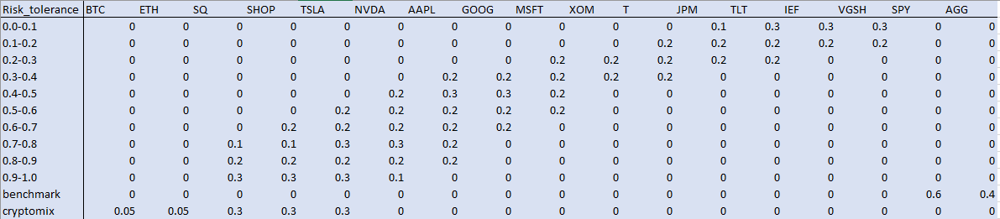 Risk_tolerance BTC ETH SQ SHOP TSLA NVDA AAPL GOOG MSFT XOM T JPM TLT IEF VGSH SPY AGG
0.0-0.1 0 0 0 0 0 0 0 0 0 0 0 0.1 0.3 0.3 0.3 0 0
0.1-0.2 0 0 0 0 0 0 0 0 0 0 0.2 0.2 0.2 0.2 0.2 0 0
0.2-0.3 0 0 0 0 0 0 0 0 0.2 0.2 0.2 0.2 0.2 0 0 0 0
0.3-0.4 0 0 0 0 0 0 0.2 0.2 0.2 0.2 0.2 0 0 0 0 0 0
0.4-0.5 0 0 0 0 0 0.2 0.3 0.3 0.2 0 0 0 0 0 0 0 0
0.5-0.6 0 0 0 0 0.2 0.2 0.2 0.2 0.2 0 0 0 0 0 0 0 0
0.6-0.7 0 0 0 0.2 0.2 0.2 0.2 0.2 0 0 0 0 0 0 0 0 0
0.7-0.8 0 0 0.1 0.1 0.3 0.3 0.2 0 0 0 0 0 0 0 0 0 0
0.8-0.9 0 0 0.2 0.2 0.2 0.2 0.2 0 0 0 0 0 0 0 0 0 0
0.9-1.0 0 0 0.3 0.3 0.3 0.1 0 0 0 0 0 0 0 0 0 0 0
benchmark 0 0 0 0 0 0 0 0 0 0 0 0 0 0 0 0.6 0.4
cryptomix 0.05 0.05 0.3 0.3 0.3 0 0 0 0 0 0 0 0 0 0 0 0